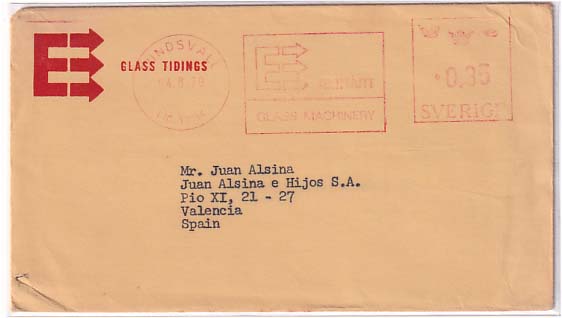 GLASS TIDINGS
SUNDSVALL
GLASS MACHINERY
0.35
SVERIGE
Mr. Juan Alsina
Juan Alsina e Hijos S.A.
Pio XI, 21 - 27
Valencia
Spain